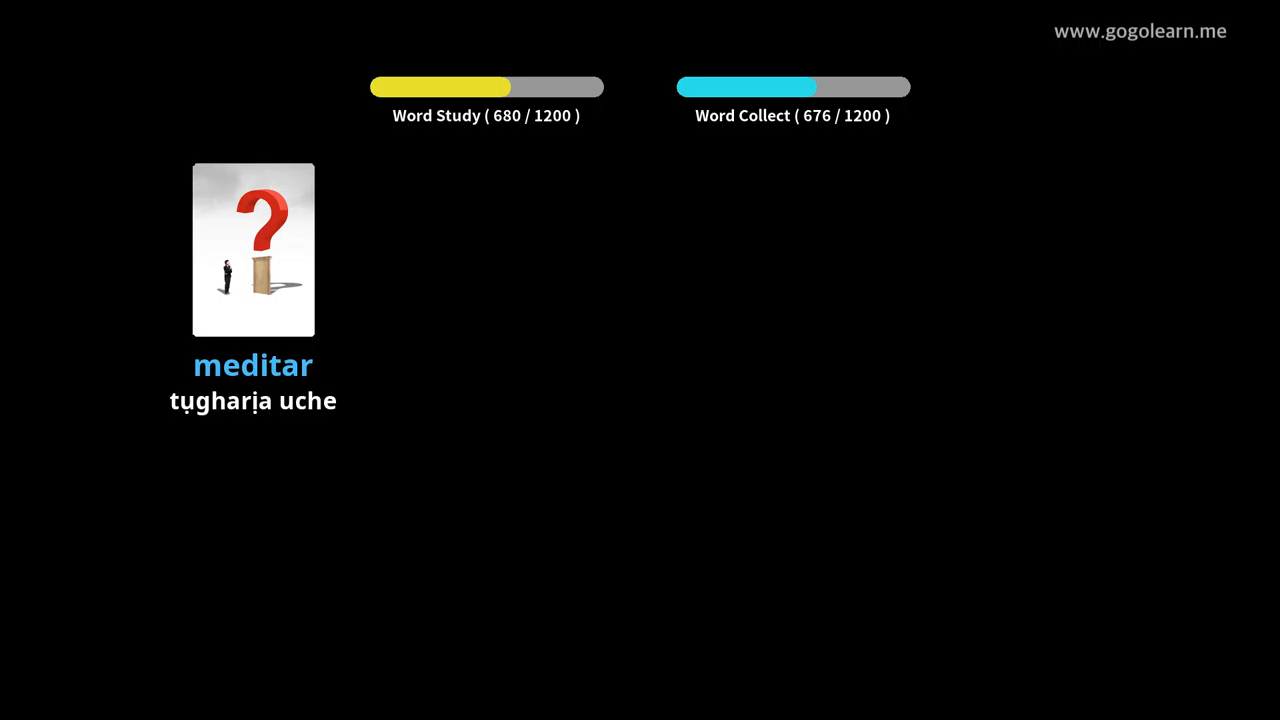 www.gogolearn.me
Word Study ( 680 / 1200 )
Word Collect ( 676 / 1200 )
meditar
tụgharịa uche